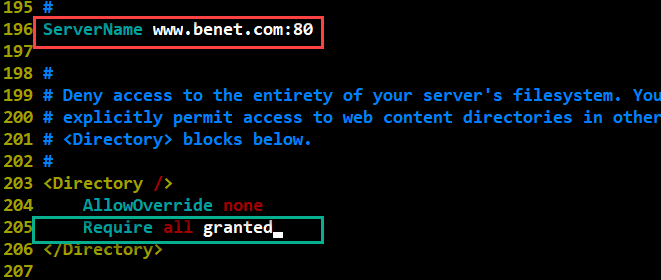 195 #
196 ServerName www.benet.com:80
197
198 #
199 # Deny access to the entirety of your server's filesystem. You
200 # explicitly permit access to web content directories in other
201 # <Directory> blocks below.
202 #
203 <Directory />
204     AllowOverride none
205     Require all granted
206 </Directory>
207